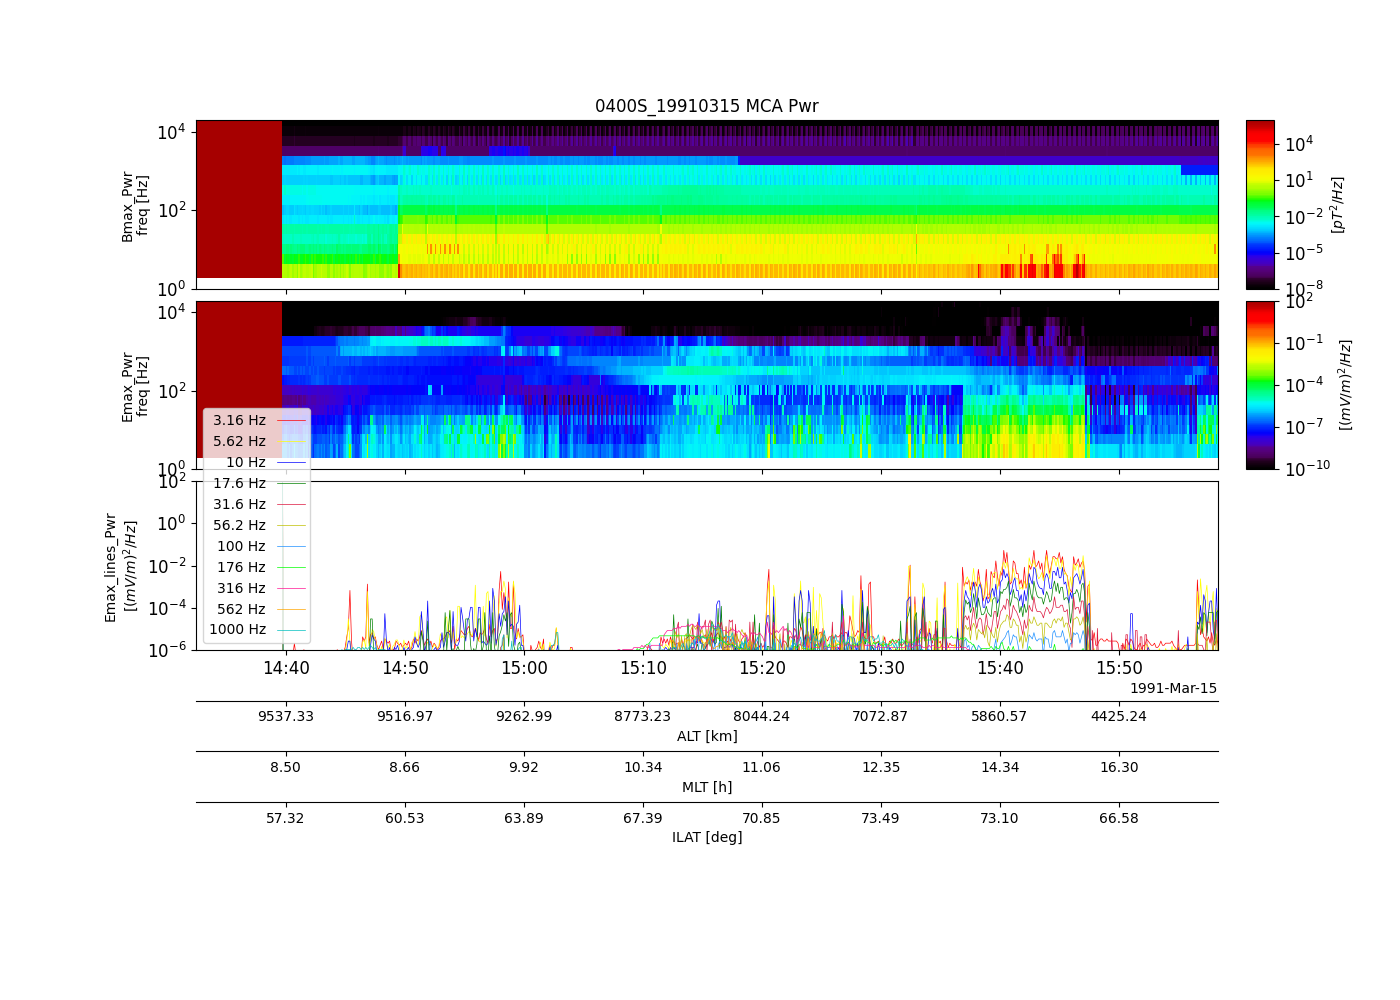 0400S_19910315 MCA Pwr
10^4
10^2
10^0
Bmax_Pwr
freq [Hz]
10^4
10^1
10^-2
10^-5
10^-8
[pT^2/Hz]
10^4
10^2
10^0
Emax_Pwr
freq [Hz]
10^2
10^-1
10^-4
10^-7
10^-10
[(mV/m)^2/Hz]
3.16 Hz
5.62 Hz
10 Hz
17.6 Hz
31.6 Hz
56.2 Hz
100 Hz
176 Hz
316 Hz
562 Hz
1000 Hz
10^2
10^0
10^-2
10^-4
10^-6
Emax_lines_Pwr
[(mV/m)^2/Hz]
14:40 14:50 15:00 15:10 15:20 15:30 15:40 15:50
1991-Mar-15
9537.33 9516.97 9262.99 8773.23 8044.24 7072.87 5860.57 4425.24
ALT [km]
8.50 8.66 9.92 10.34 11.06 12.35 14.34 16.30
MLT [h]
57.32 60.53 63.89 67.39 70.85 73.49 73.10 66.58
ILAT [deg]